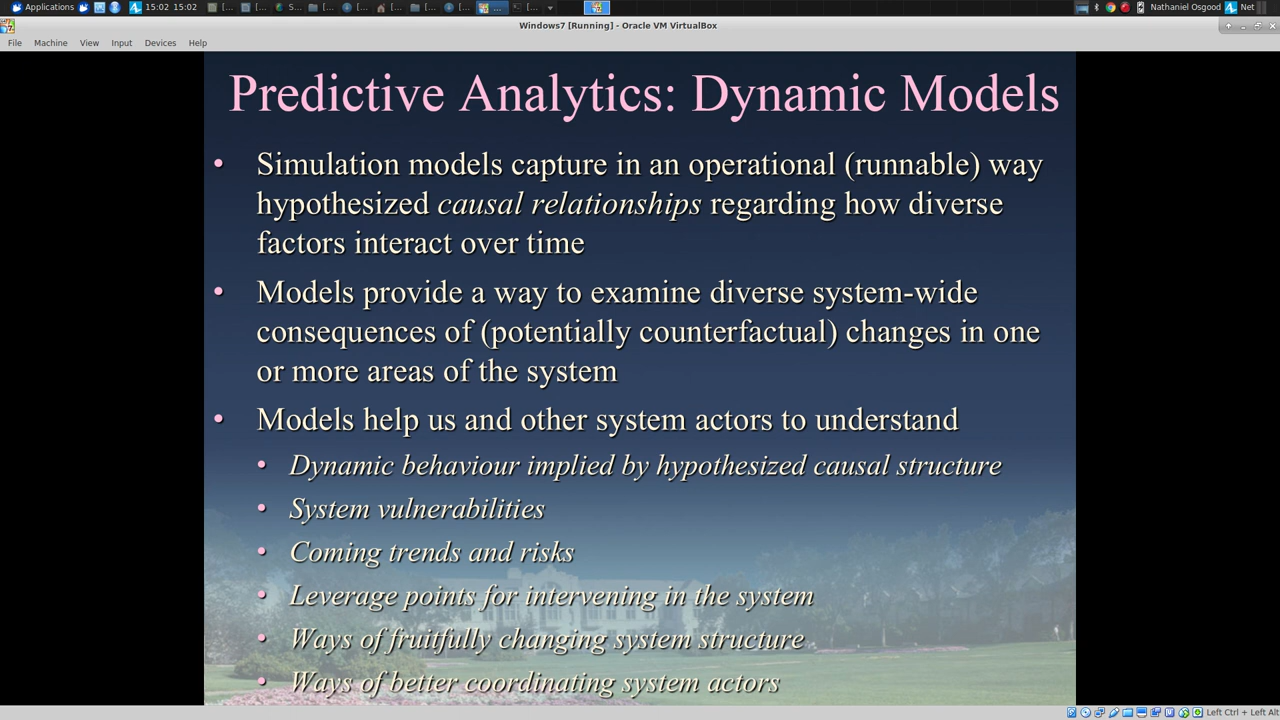 Applications
15:02 15:02
Nathaniel Osgood
Net
Windows7 [Running] - Oracle VM VirtualBox
File Machine View Input Devices Help
Predictive Analytics: Dynamic Models
• Simulation models capture in an operational (runnable) way
hypothesized causal relationships regarding how diverse
factors interact over time
• Models provide a way to examine diverse system-wide
consequences of (potentially counterfactual) changes in one
or more areas of the system
• Models help us and other system actors to understand
• Dynamic behaviour implied by hypothesized causal structure
• System vulnerabilities
• Coming trends and risks
• Leverage points for intervening in the system
• Ways of fruitfully changing system structure
• Ways of better coordinating system actors
Left Ctrl + Left Alt